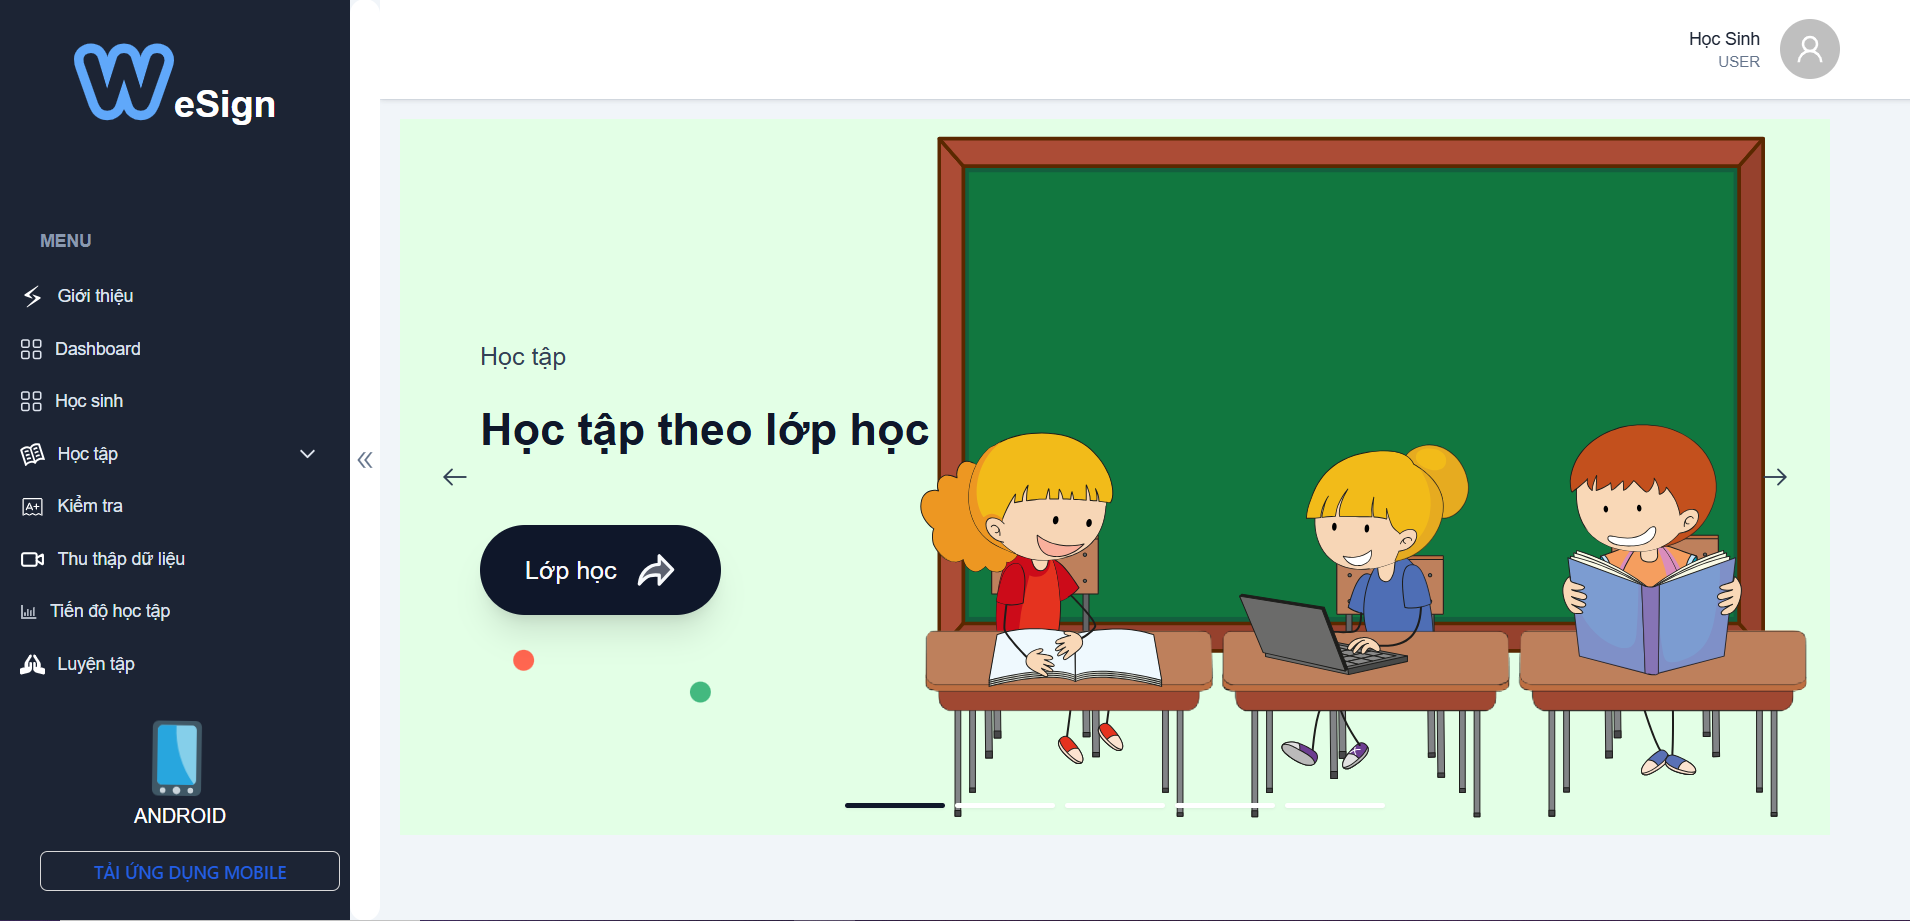 WeSign
Học Sinh
USER
MENU
Giới thiệu
Dashboard
Học sinh
Học tập
Kiểm tra
Thu thập dữ liệu
Tiến độ học tập
Luyện tập
ANDROID
TẢI ỨNG DỤNG MOBILE
Học tập
Học tập theo lớp học
Lớp học